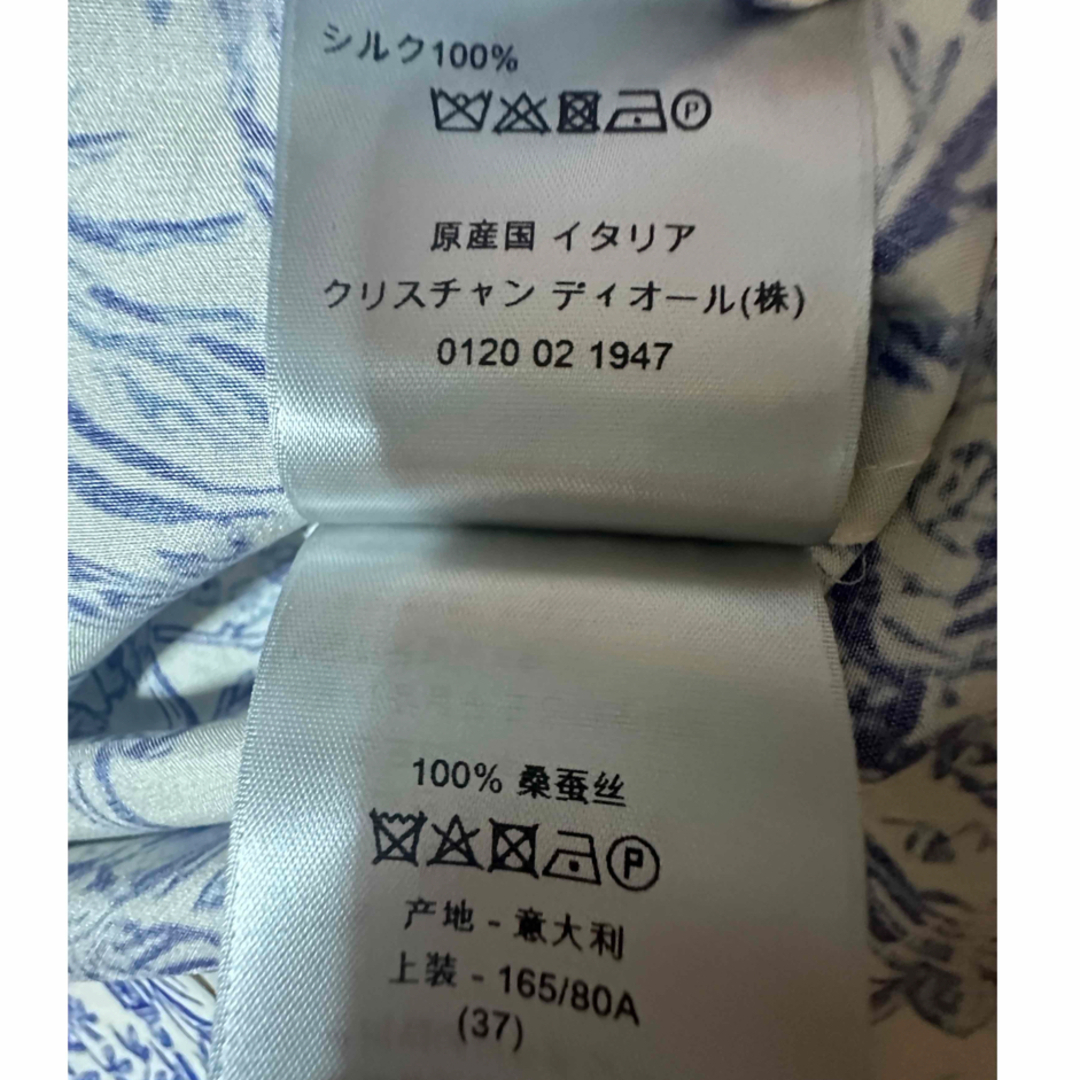 シルク100%
P
原産国 イタリア
クリスチャン ディオール(株)
0120 02 1947
100% 桑蚕丝
P
产地 - 意大利
上装 - 165/80A
(37)